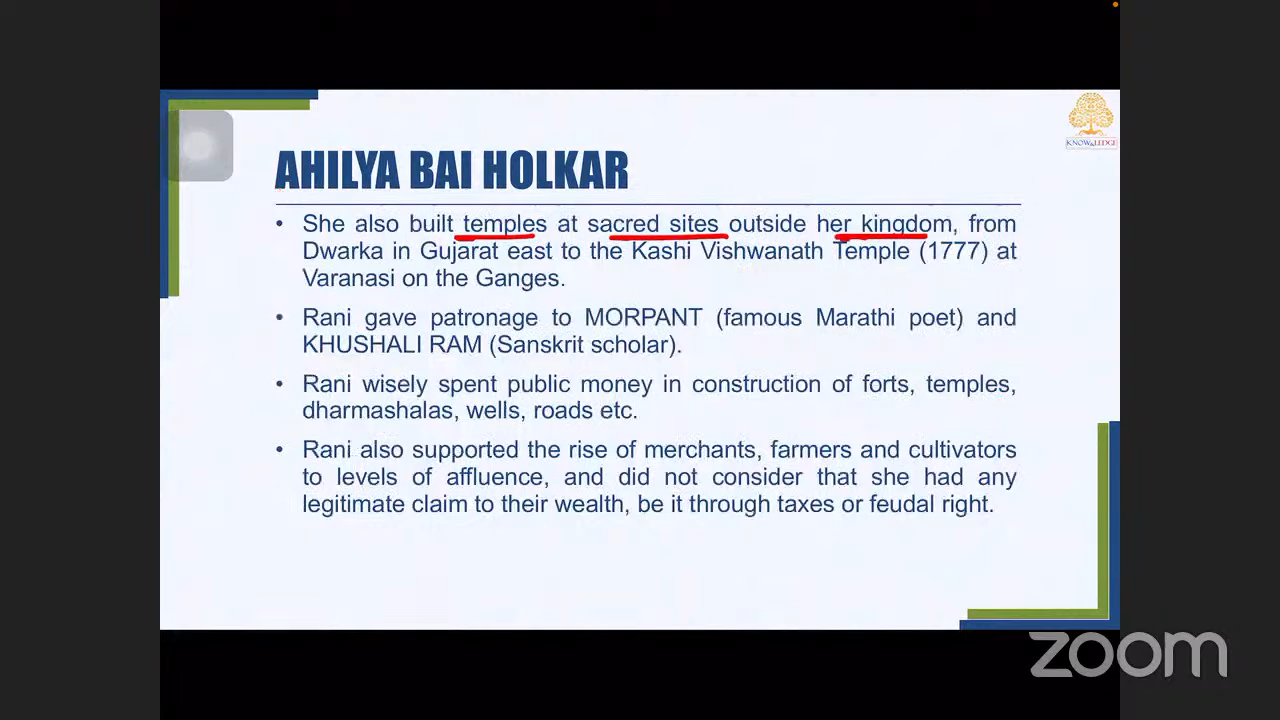 KNOWLEDGE
AHILYA BAI HOLKAR
• She also built temples at sacred sites outside her kingdom, from
Dwarka in Gujarat east to the Kashi Vishwanath Temple (1777) at
Varanasi on the Ganges.
• Rani gave patronage to MORPANT (famous Marathi poet) and
KHUSHALI RAM (Sanskrit scholar).
• Rani wisely spent public money in construction of forts, temples,
dharmashalas, wells, roads etc.
• Rani also supported the rise of merchants, farmers and cultivators
to levels of affluence, and did not consider that she had any
legitimate claim to their wealth, be it through taxes or feudal right.
zoom